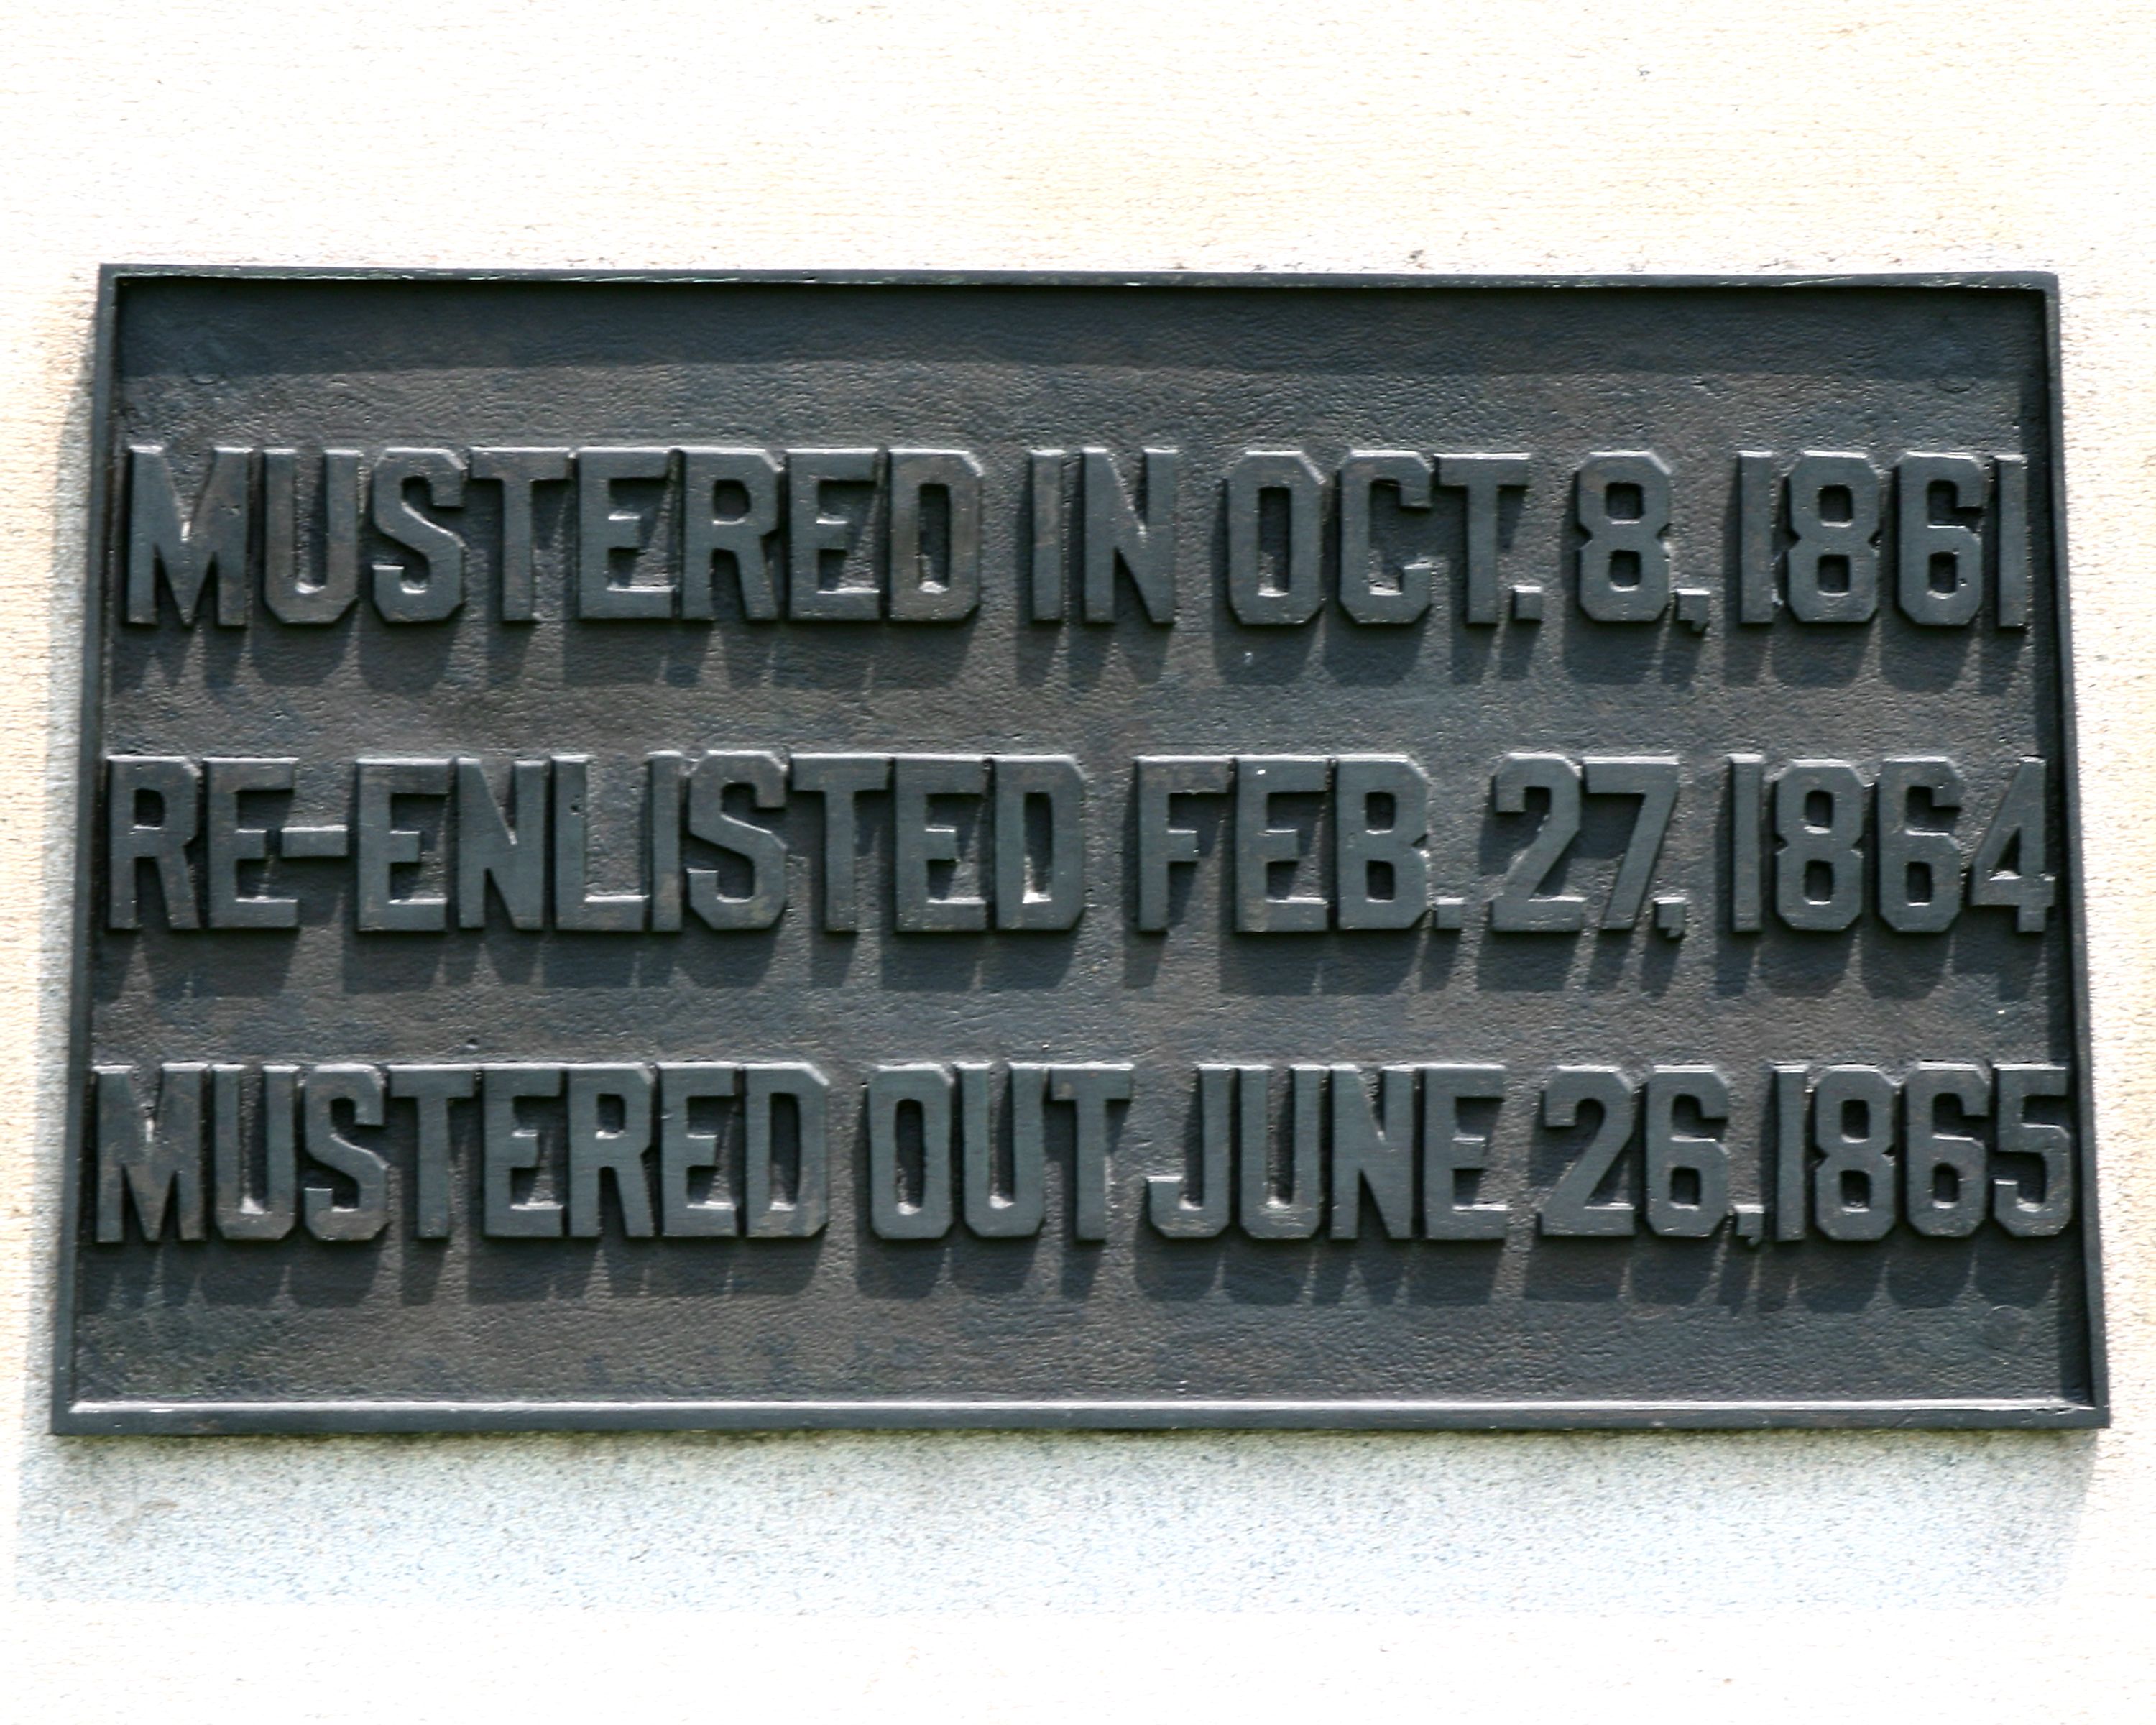 MUSTERED IN OCT. 8, 1861
RE-ENLISTED FEB. 27, 1864
MUSTERED OUT JUNE 26, 1865